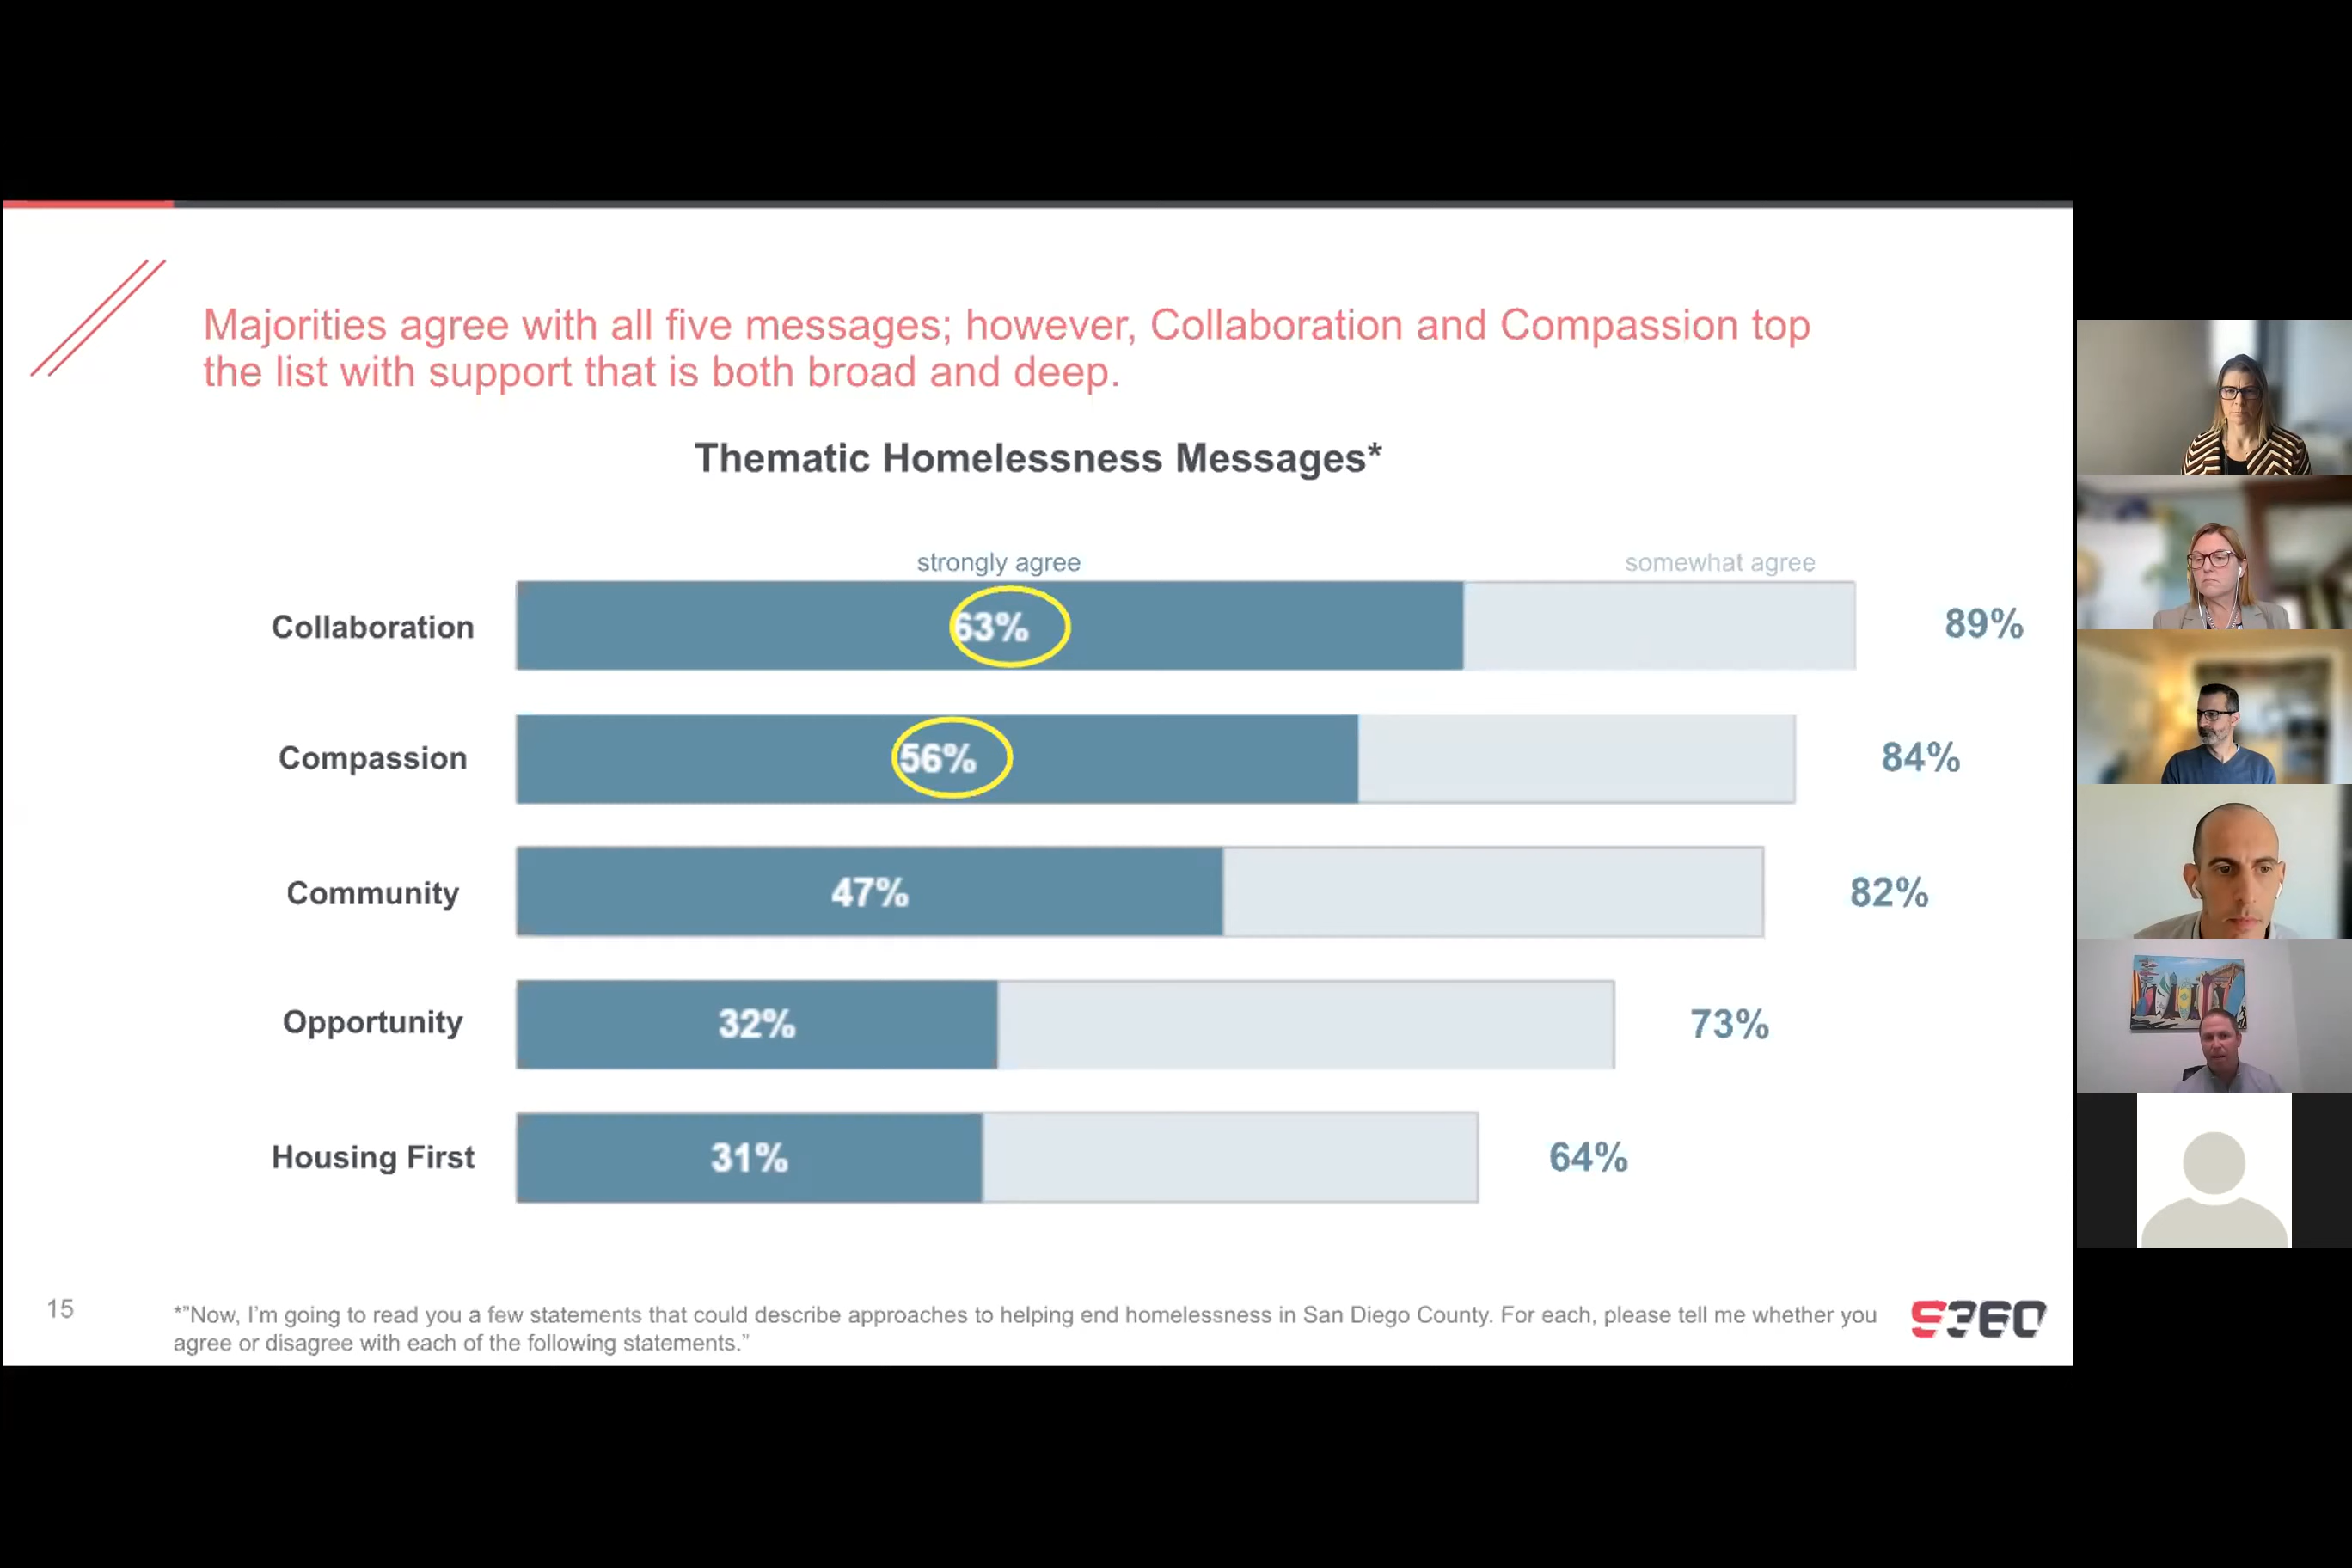 Majorities agree with all five messages; however, Collaboration and Compassion top
the list with support that is both broad and deep.
Thematic Homelessness Messages*
strongly agree
somewhat agree
Collaboration
63%
89%
Compassion
56%
84%
Community
47%
82%
Opportunity
32%
73%
Housing First
31%
64%
15
*”Now, I’m going to read you a few statements that could describe approaches to helping end homelessness in San Diego County. For each, please tell me whether you
agree or disagree with each of the following statements.”
S360